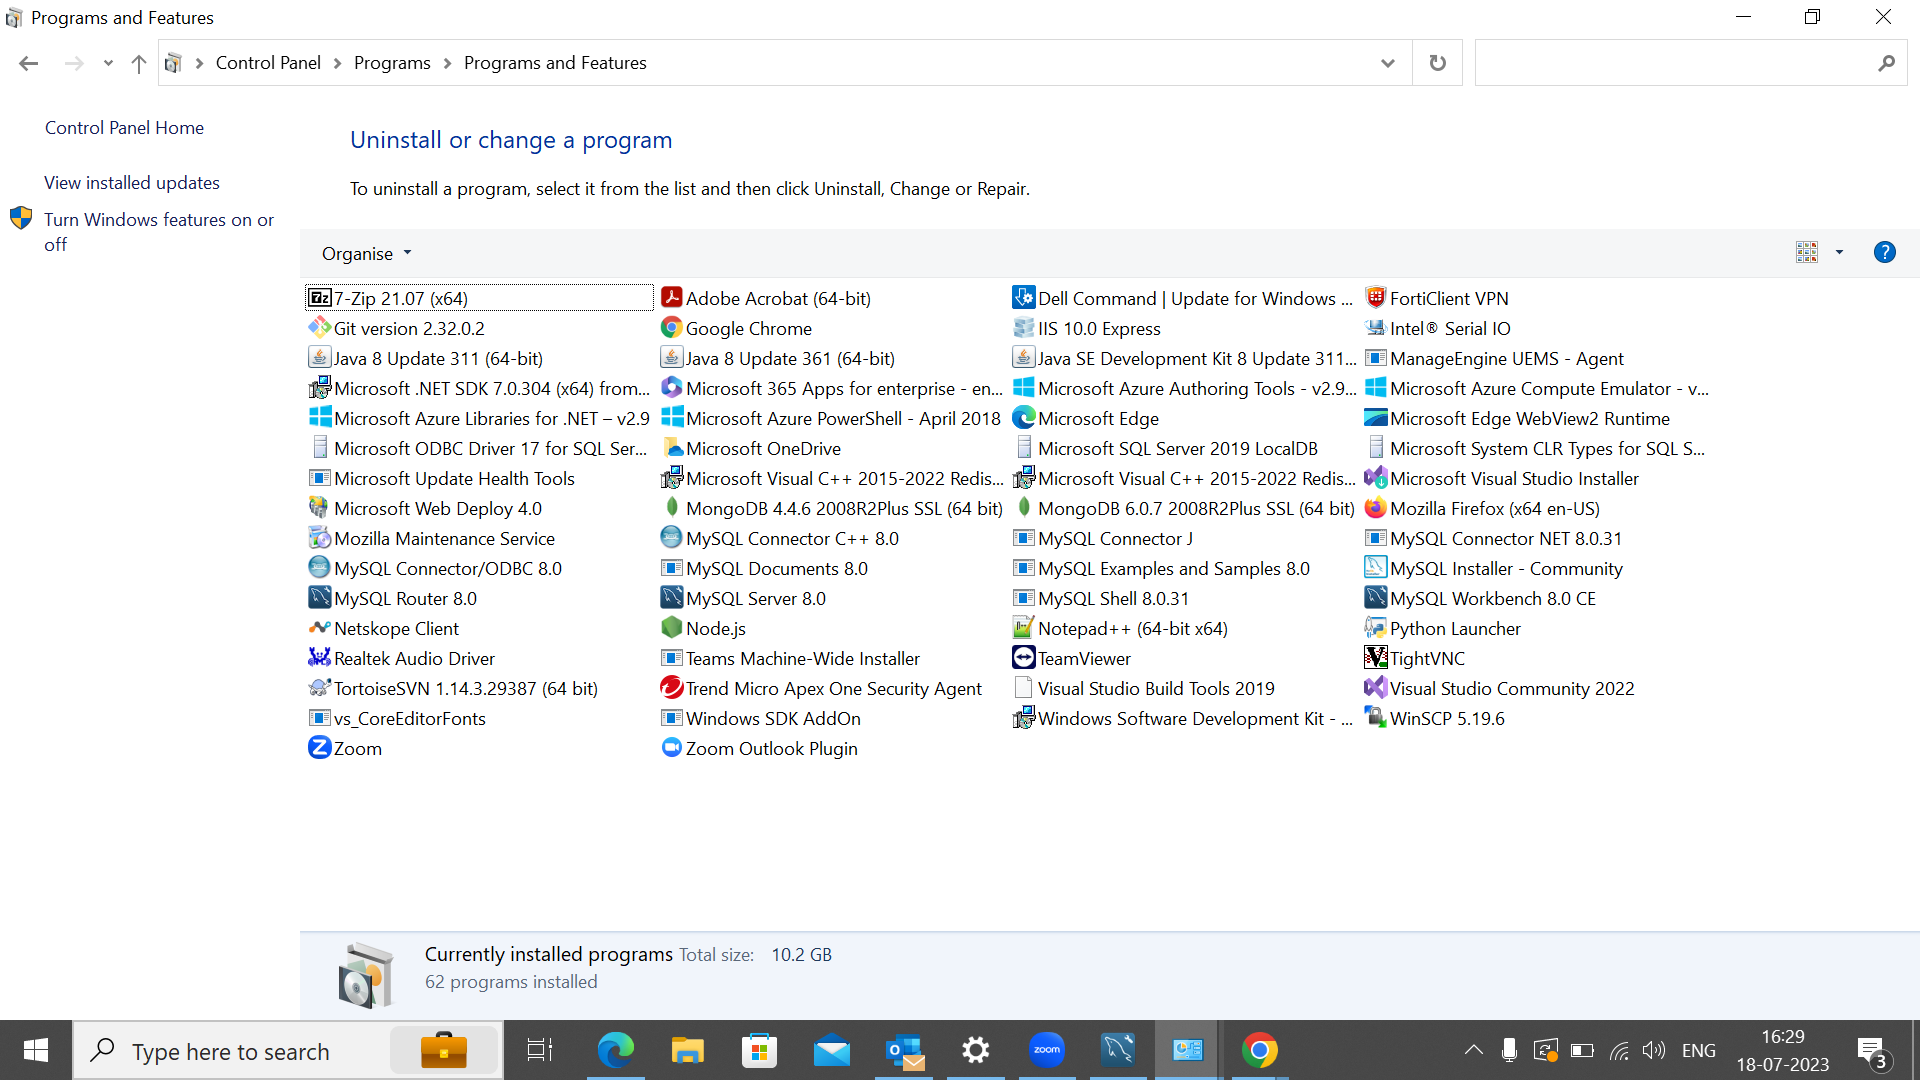 Programs and Features
Control Panel Programs Programs and Features
Control Panel Home
View installed updates
Turn Windows features on or
off
Uninstall or change a program
To uninstall a program, select it from the list and then click Uninstall, Change or Repair.
Organise
7-Zip 21.07 (x64) Adobe Acrobat (64-bit) Dell Command | Update for Windows ... FortiClient VPN
Git version 2.32.0.2 Google Chrome IIS 10.0 Express Intel® Serial IO
Java 8 Update 311 (64-bit) Java 8 Update 361 (64-bit) Java SE Development Kit 8 Update 311... ManageEngine UEMS - Agent
Microsoft .NET SDK 7.0.304 (x64) from... Microsoft 365 Apps for enterprise - en... Microsoft Azure Authoring Tools - v2.9... Microsoft Azure Compute Emulator - v...
Microsoft Azure Libraries for .NET – v2.9 Microsoft Azure PowerShell - April 2018 Microsoft Edge Microsoft Edge WebView2 Runtime
Microsoft ODBC Driver 17 for SQL Ser... Microsoft OneDrive Microsoft SQL Server 2019 LocalDB Microsoft System CLR Types for SQL S...
Microsoft Update Health Tools Microsoft Visual C++ 2015-2022 Redis... Microsoft Visual C++ 2015-2022 Redis... Microsoft Visual Studio Installer
Microsoft Web Deploy 4.0 MongoDB 4.4.6 2008R2Plus SSL (64 bit) MongoDB 6.0.7 2008R2Plus SSL (64 bit) Mozilla Firefox (x64 en-US)
Mozilla Maintenance Service MySQL Connector C++ 8.0 MySQL Connector J MySQL Connector NET 8.0.31
MySQL Connector/ODBC 8.0 MySQL Documents 8.0 MySQL Examples and Samples 8.0 MySQL Installer - Community
MySQL Router 8.0 MySQL Server 8.0 MySQL Shell 8.0.31 MySQL Workbench 8.0 CE
Netskope Client Node.js Notepad++ (64-bit x64) Python Launcher
Realtek Audio Driver Teams Machine-Wide Installer TeamViewer TightVNC
TortoiseSVN 1.14.3.29387 (64 bit) Trend Micro Apex One Security Agent Visual Studio Build Tools 2019 Visual Studio Community 2022
vs_CoreEditorFonts Windows SDK AddOn Windows Software Development Kit - ... WinSCP 5.19.6
Zoom Zoom Outlook Plugin
Currently installed programs Total size: 10.2 GB
62 programs installed
Type here to search
zoom
ENG
16:29
18-07-2023
3